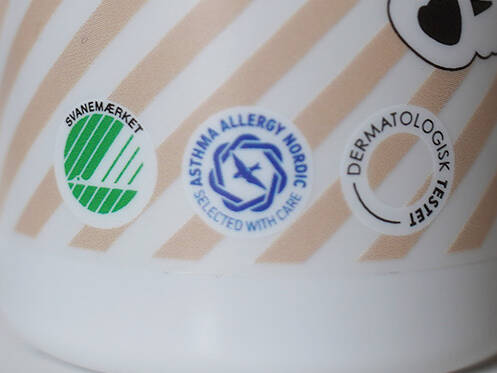 SVANEMÆRKET
ASTHMA ALLERGY NORDIC
SELECTED WITH CARE
DERMATOLOGISK TESTET